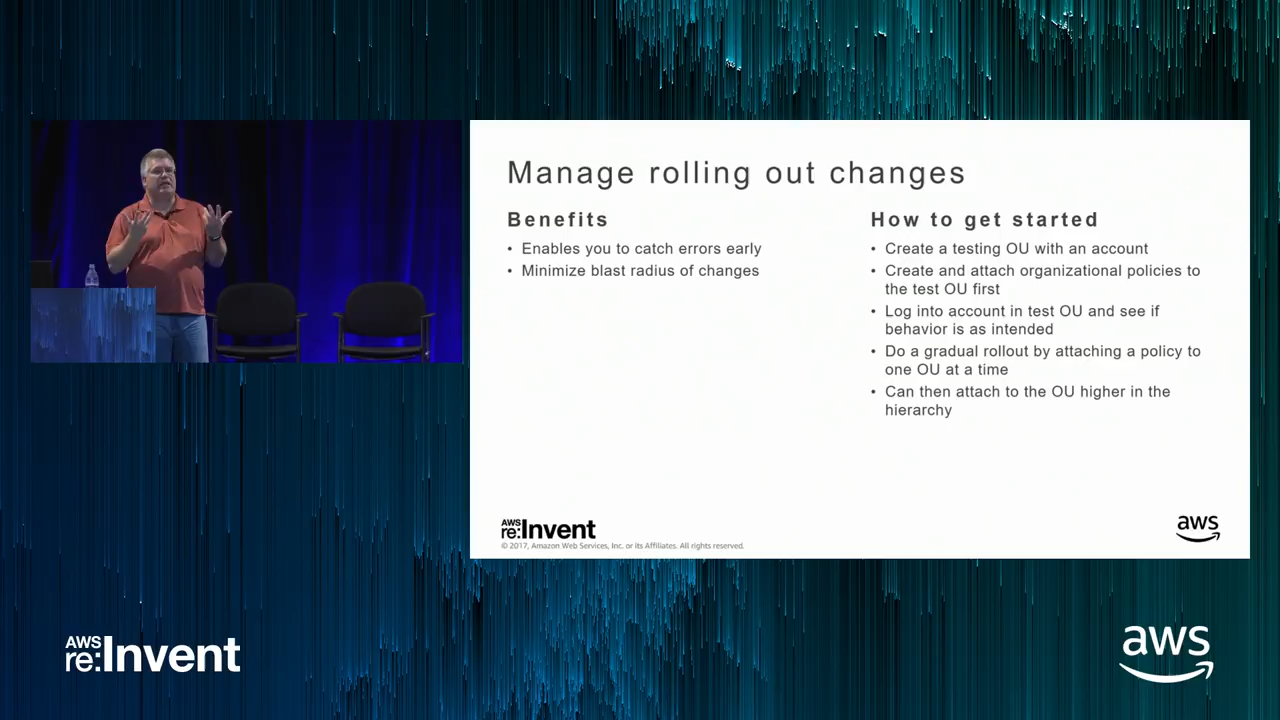 Manage rolling out changes
Benefits
• Enables you to catch errors early
• Minimize blast radius of changes
How to get started
• Create a testing OU with an account
• Create and attach organizational policies to
the test OU first
• Log into account in test OU and see if
behavior is as intended
• Do a gradual rollout by attaching a policy to
one OU at a time
• Can then attach to the OU higher in the
hierarchy
AWS
re:Invent
© 2017, Amazon Web Services, Inc. or its Affiliates. All rights reserved.
aws
AWS
re:Invent
aws